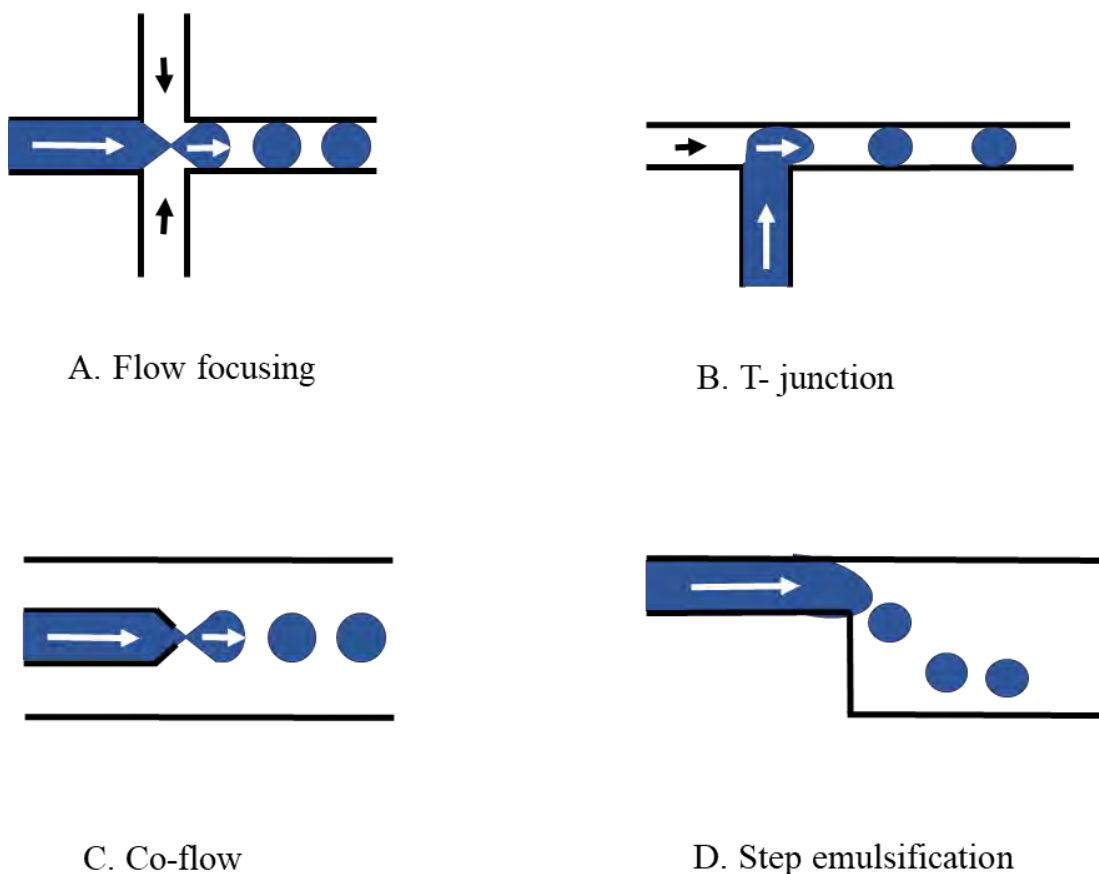 A. Flow focusing
B. T- junction
C. Co-flow
D. Step emulsification